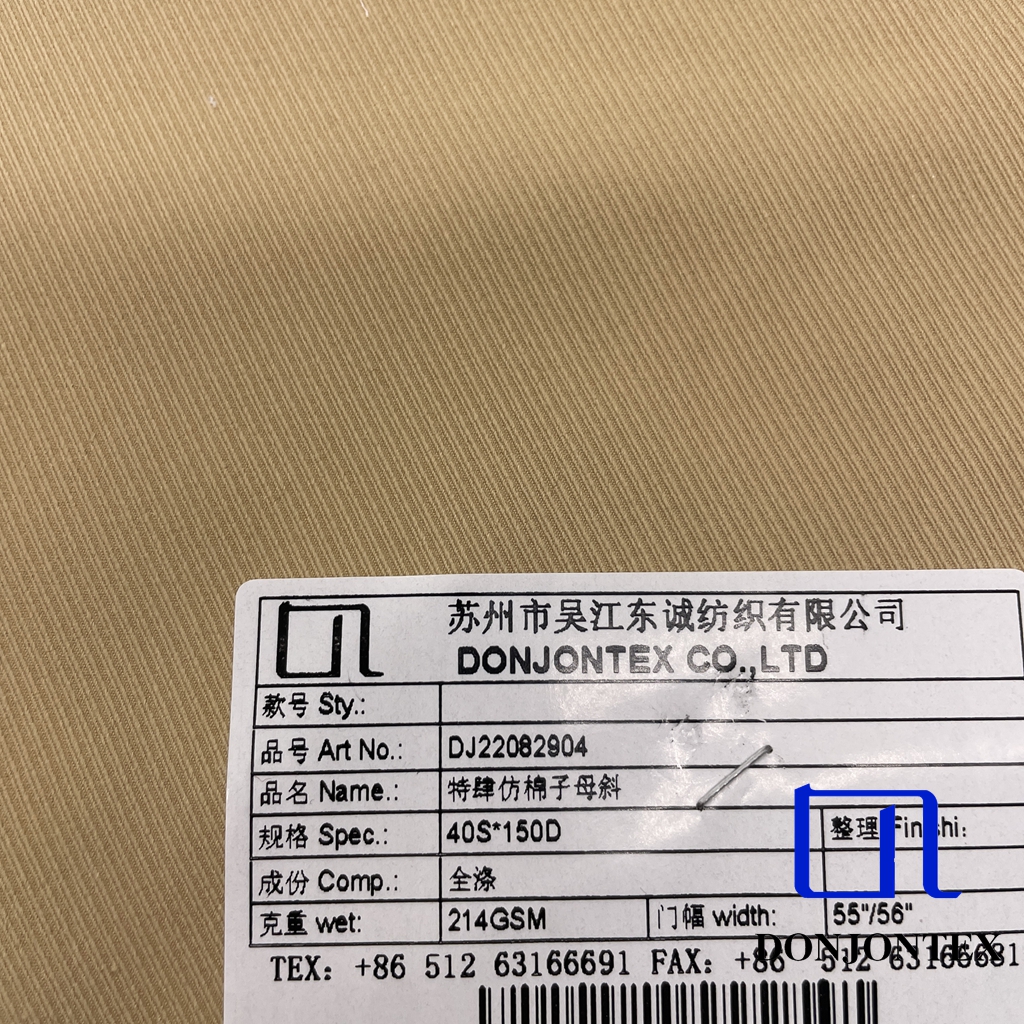 苏州市吴江东诚纺织有限公司
DONJONTEX CO.,LTD
款号 Sty.:
品号 Art No.: DJ22082904
品名 Name.: 特肆仿棉子母斜
规格 Spec.: 40S*150D 整理 Finshi:
成份 Comp.: 全涤
克重 wet: 214GSM 门幅 width: 55"/56"
TEX: +86 512 63166691 FAX: +86 512 63166681
DONJONTEX